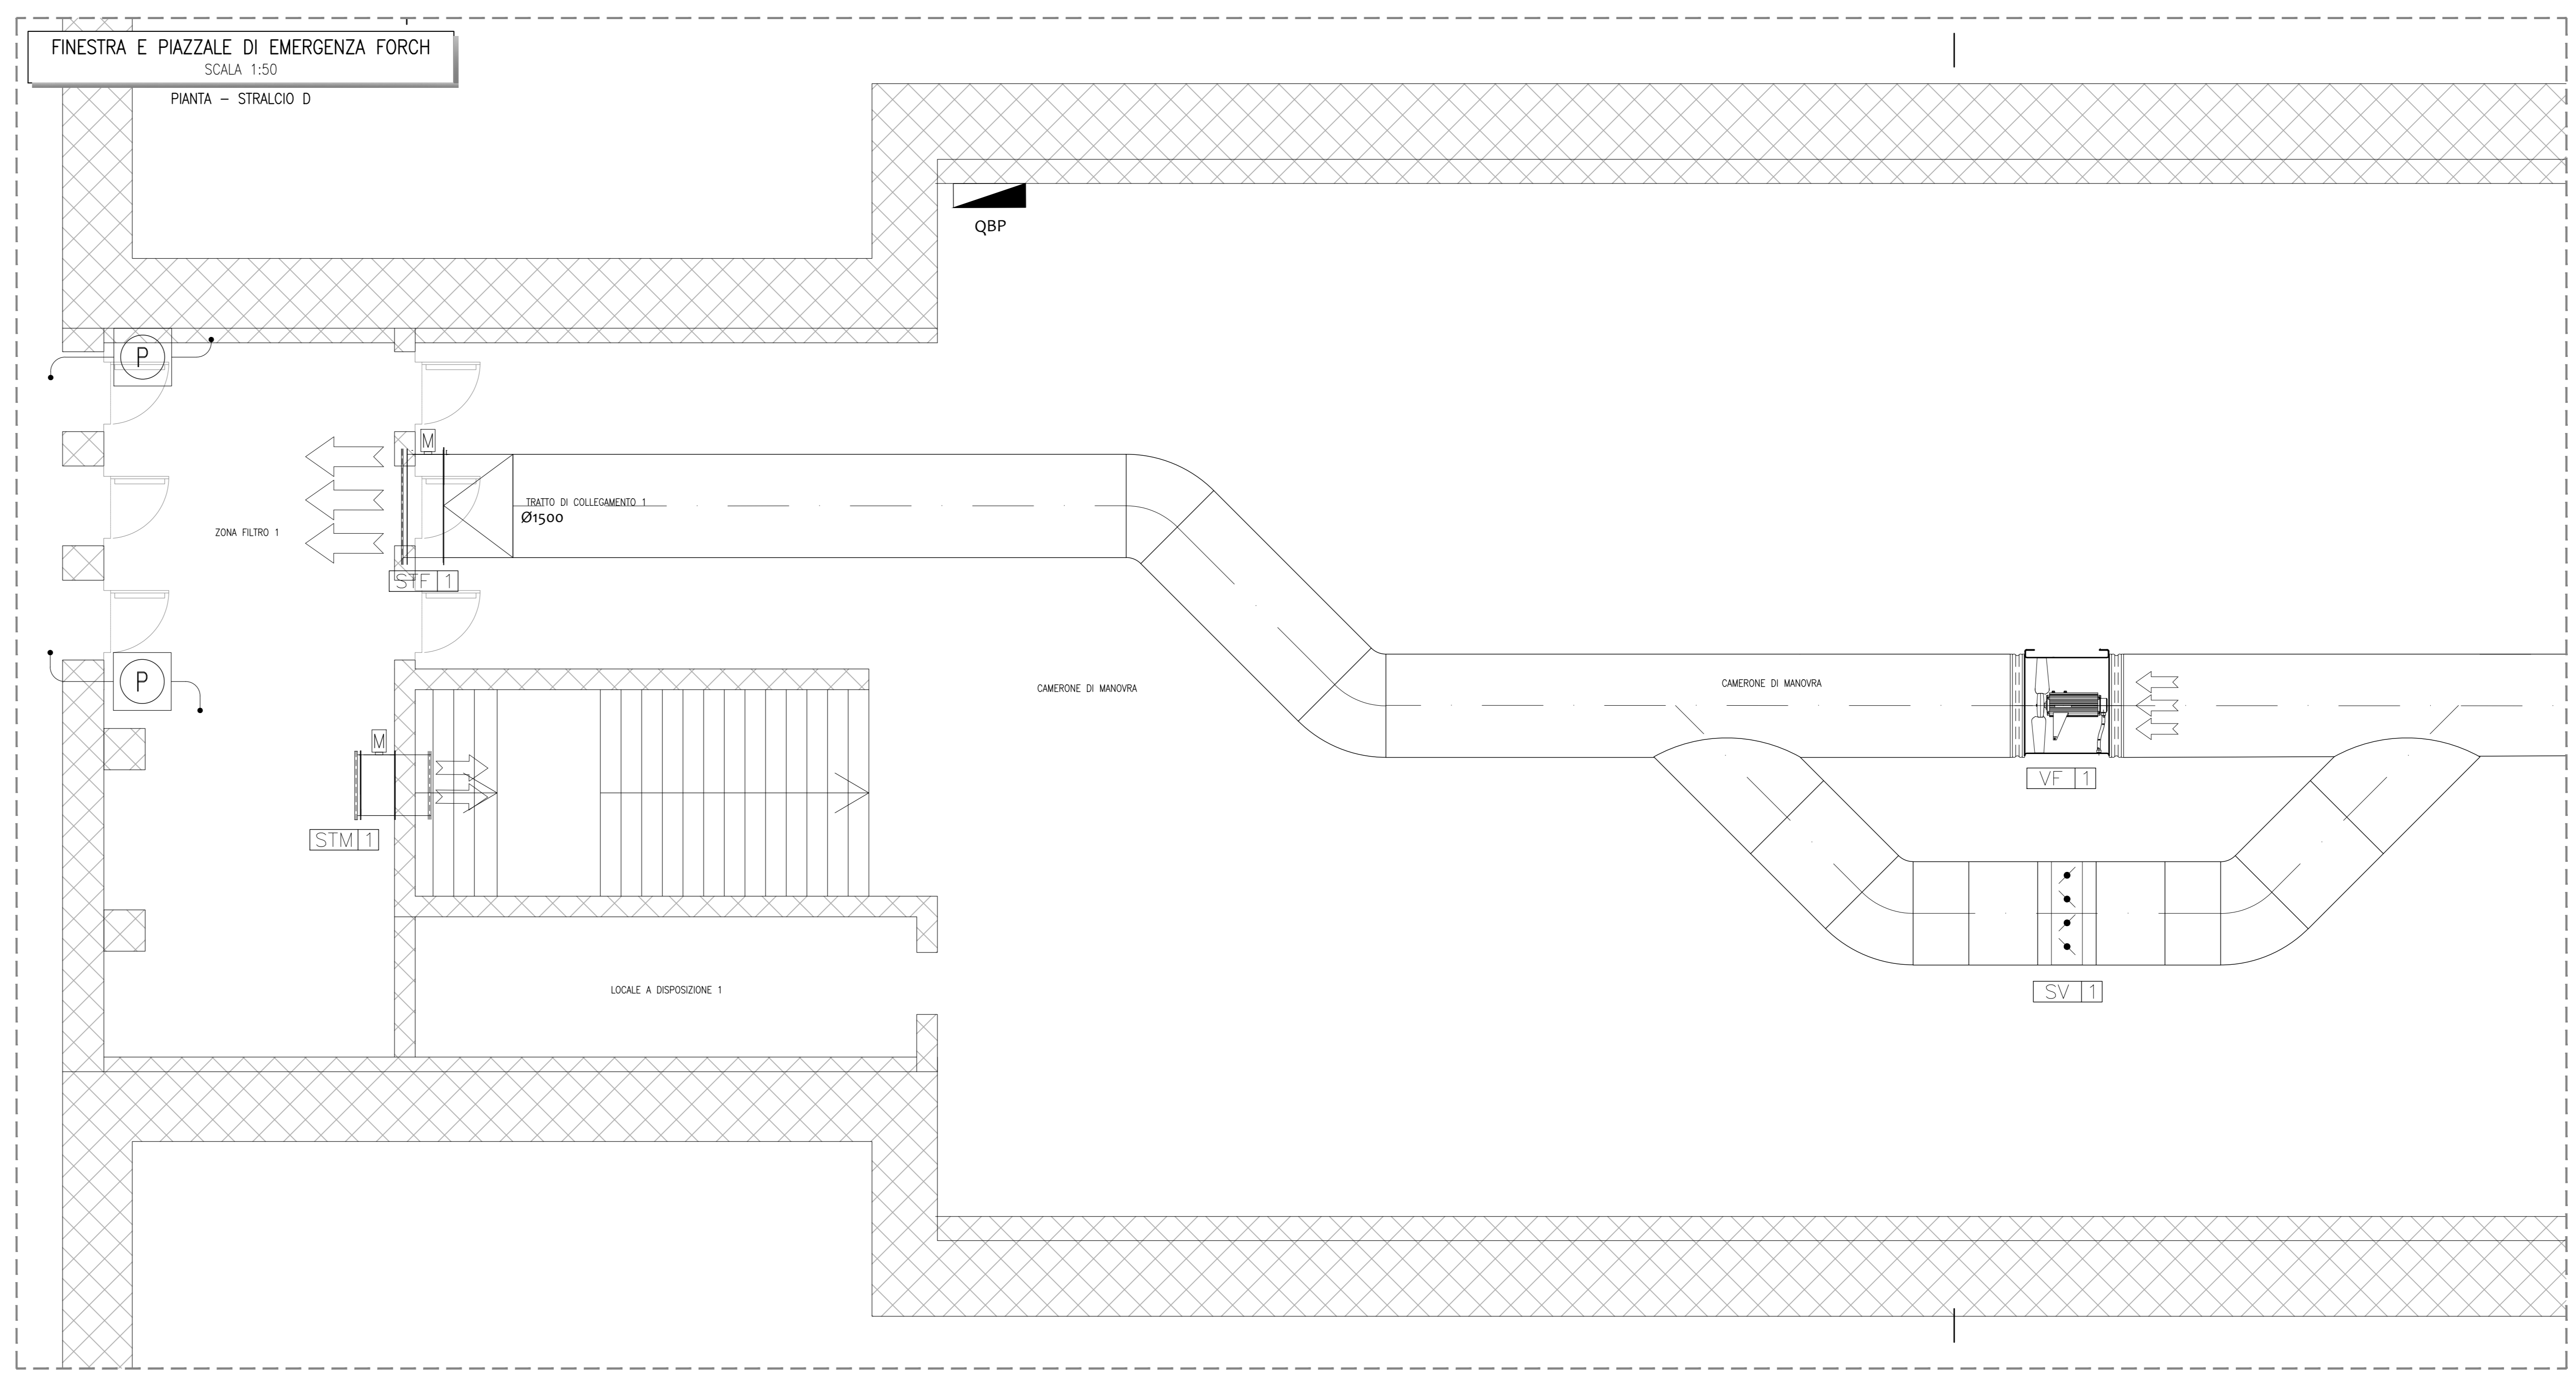 FINESTRA E PIAZZALE DI EMERGENZA FORCH
SCALA 1:50
PIANTA - STRALCIO D
QBP
P
M
TRATTO DI COLLEGAMENTO 1
Ø1500
ZONA FILTRO 1
STF 1
P
CAMERONE DI MANOVRA
CAMERONE DI MANOVRA
M
VF 1
STM 1
LOCALE A DISPOSIZIONE 1
SV 1